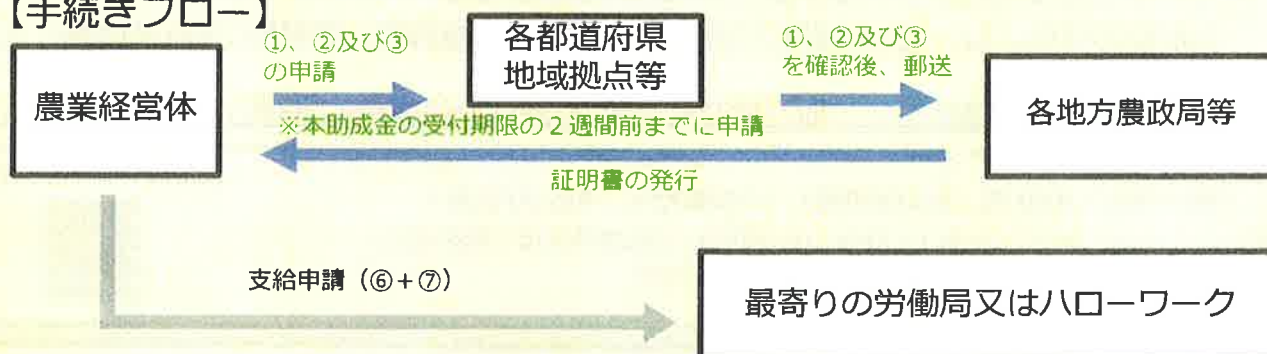 【手続きフロー】
①、②及び③
の申請
各都道府県
地域拠点等
①、②及び③
を確認後、郵送
農業経営体
各地方農政局等
※本助成金の受付期限の2週間前までに申請
証明書の発行
支給申請(⑥+⑦)
最寄りの労働局又はハローワーク